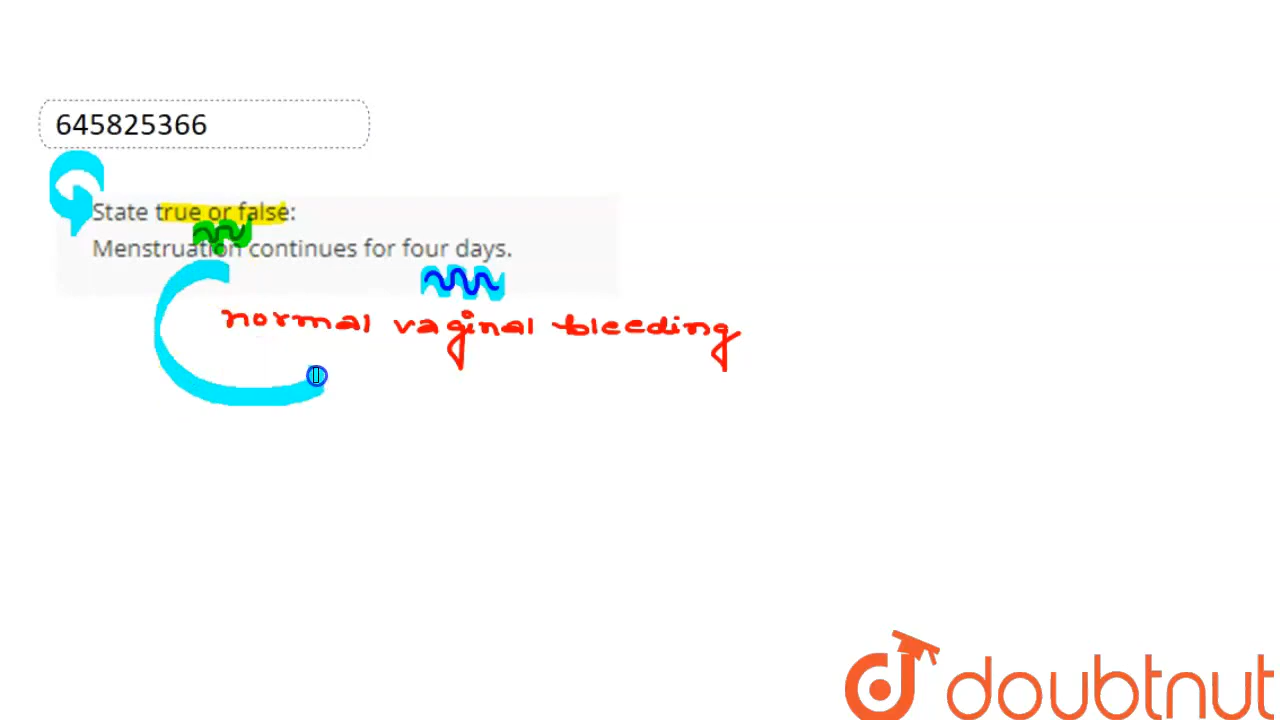 645825366
State true or false:
Menstruation continues for four days.
normal vaginal bleeding
doubtnut